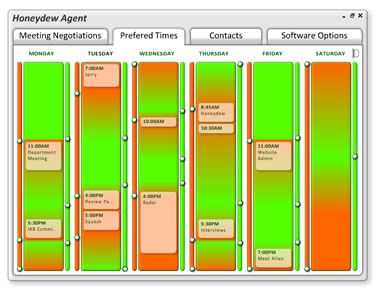 Honeydew Agent
Meeting Negotiations Prefered Times Contacts Software Options
MONDAY TUESDAY WEDNESDAY THURSDAY FRIDAY SATURDAY
11:00AM
Department
Meeting
5:30PM
IRB Commi...
7:00AM
Jerry
4:00PM
Review Pa...
5:00PM
Squash
10:00AM
4:00PM
Radar
8:45AM
Honeydew
10:30AM
5:30PM
Interviews
11:00AM
Website
Admin
7:00PM
Meet Allan